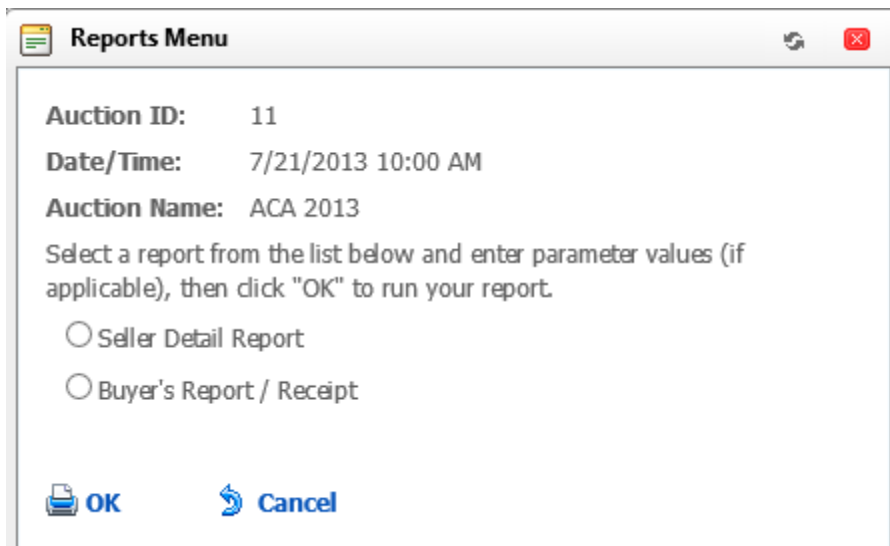 Reports Menu
Auction ID: 11
Date/Time: 7/21/2013 10:00 AM
Auction Name: ACA 2013
Select a report from the list below and enter parameter values (if
applicable), then click "OK" to run your report.
Seller Detail Report
Buyer's Report / Receipt
OK Cancel